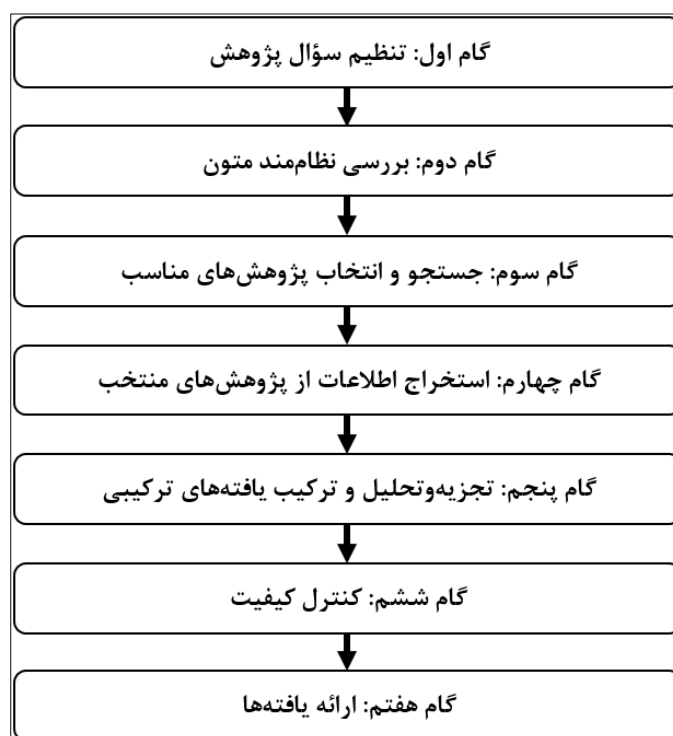 گام اول: تنظیم سؤال پژوهش
گام دوم: بررسی نظام‌مند متون
گام سوم: جستجو و انتخاب پژوهش‌های مناسب
گام چهارم: استخراج اطلاعات از پژوهش‌های منتخب
گام پنجم: تجزیه‌وتحلیل و ترکیب یافته‌های ترکیبی
گام ششم: کنترل کیفیت
گام هفتم: ارائه یافته‌ها